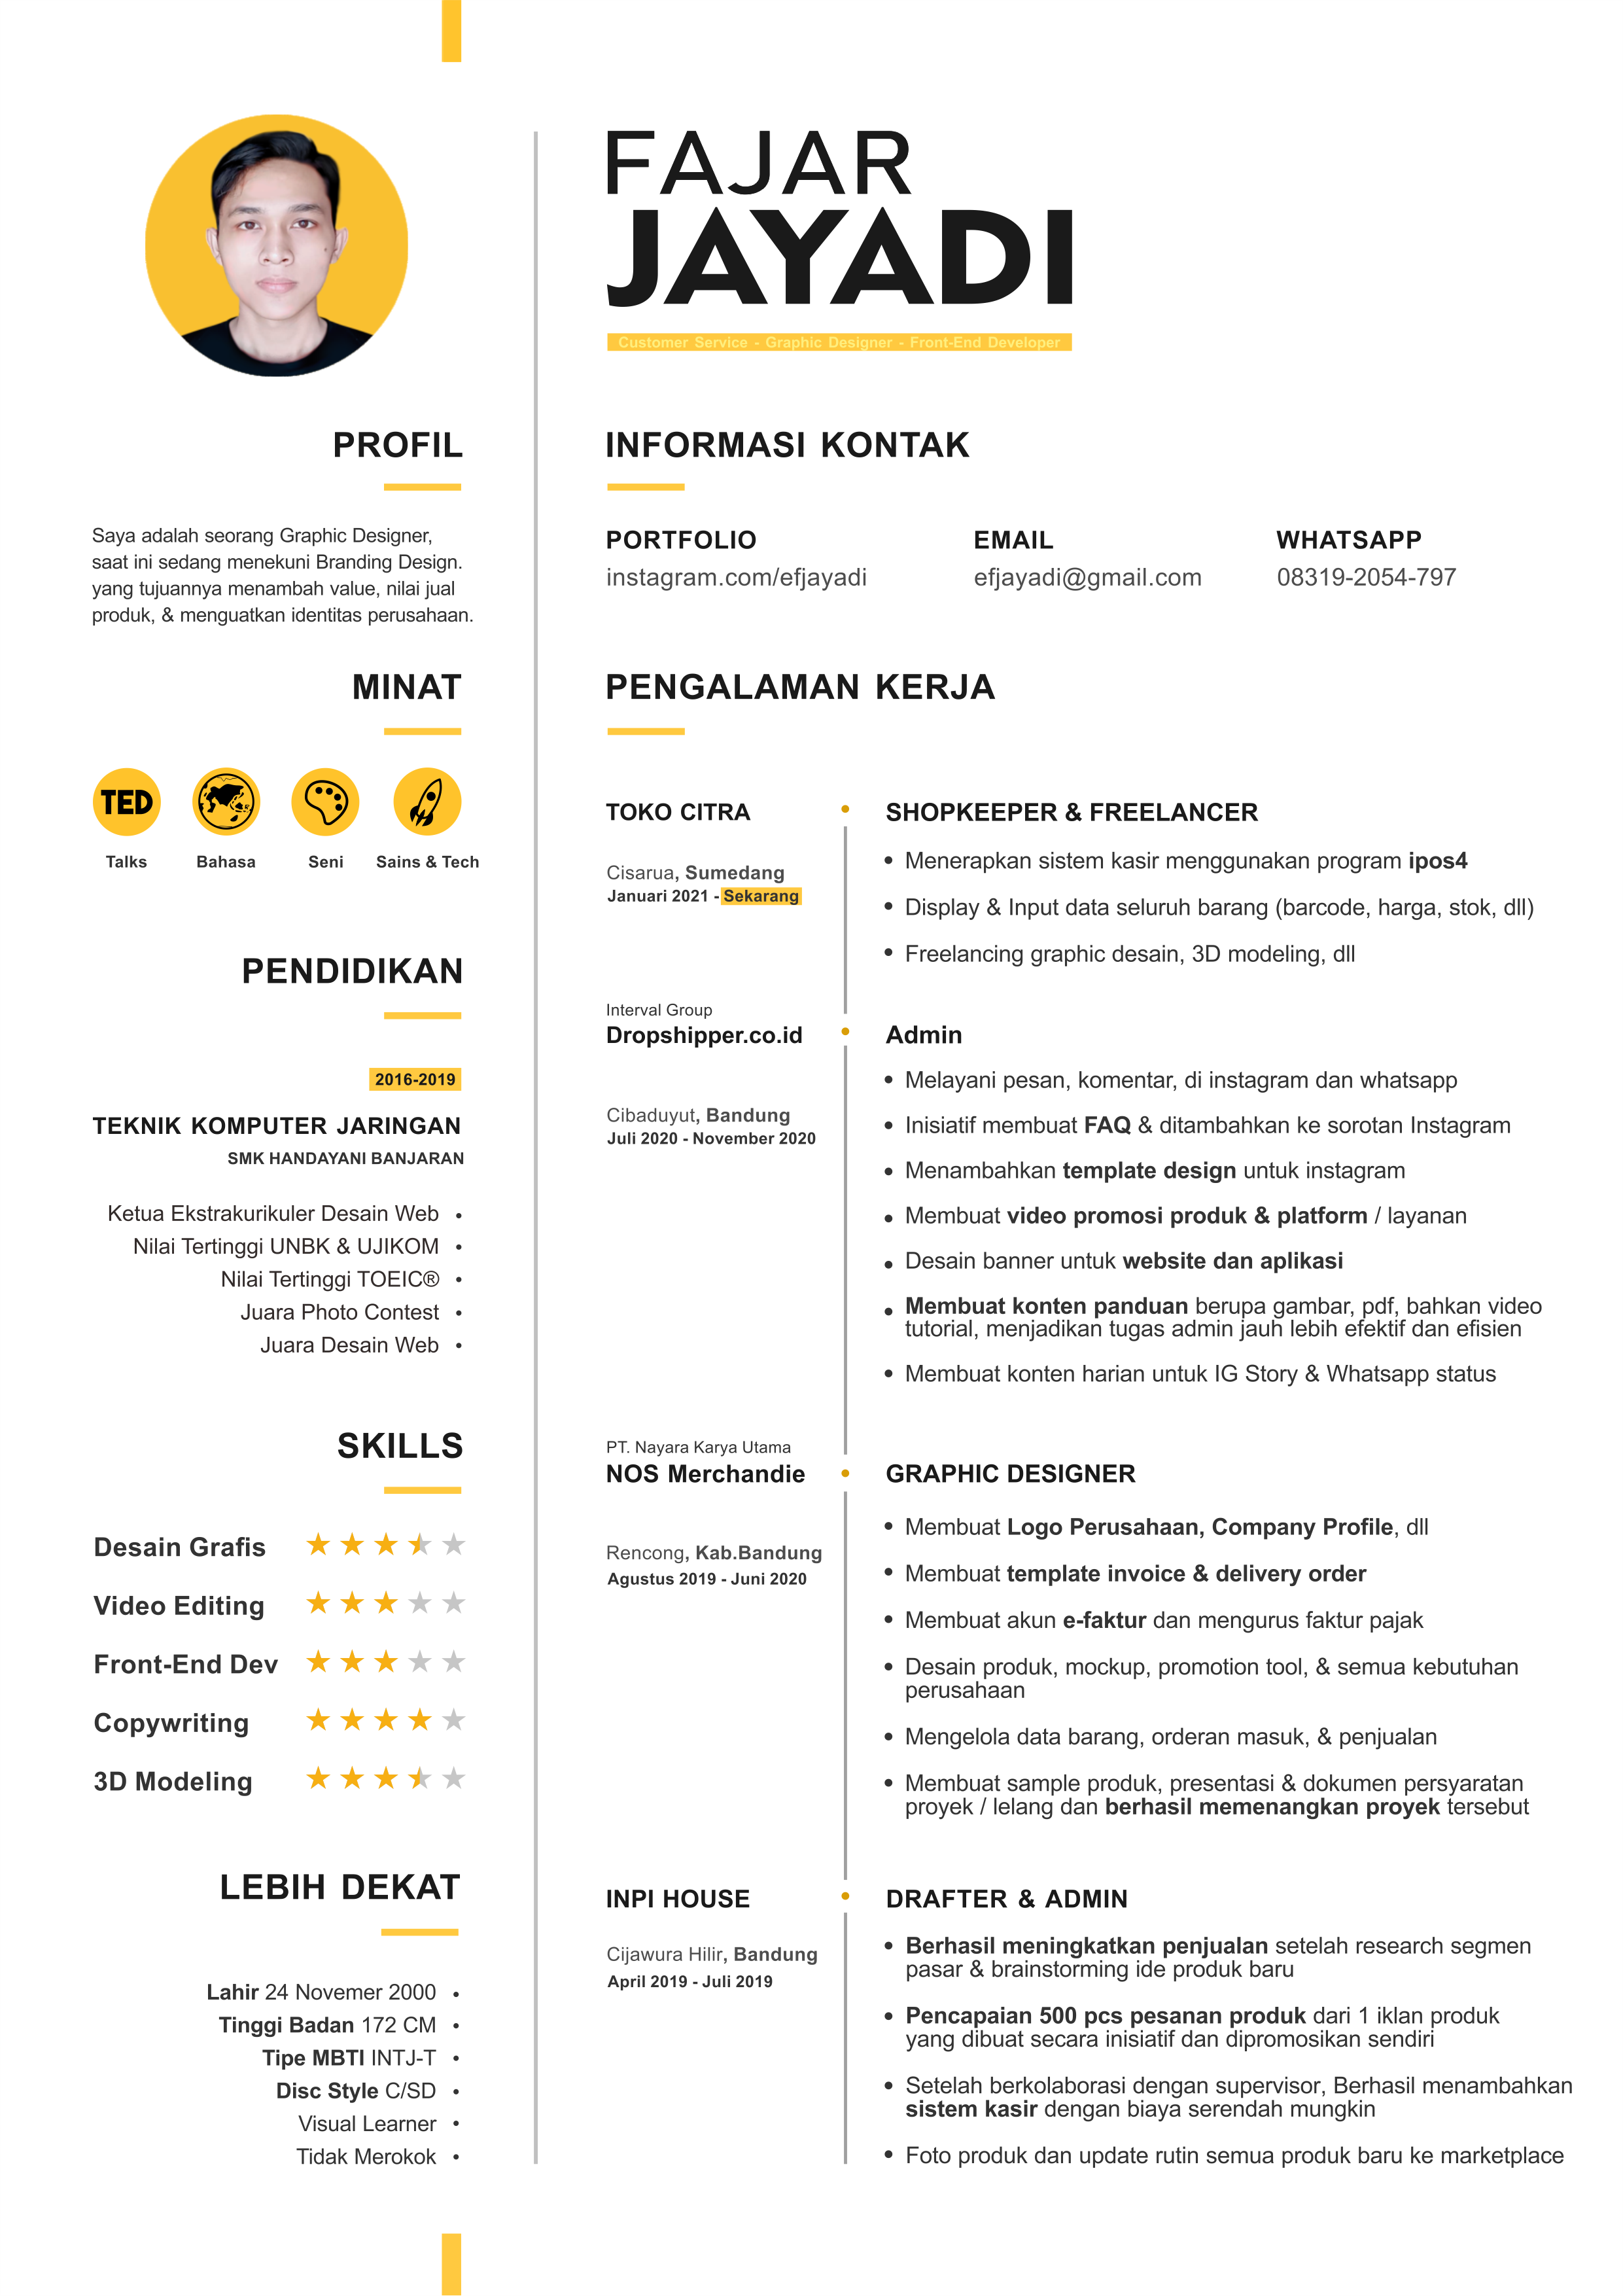 FAJAR
JAYADI
Customer Service - Graphic Designer - Front-End Developer
PROFIL
Saya adalah seorang Graphic Designer,
saat ini sedang menekuni Branding Design.
yang tujuannya menambah value, nilai jual
produk, & menguatkan identitas perusahaan.
MINAT
TED
Talks
Bahasa
Seni
Sains & Tech
PENDIDIKAN
2016-2019
TEKNIK KOMPUTER JARINGAN
SMK HANDAYANI BANJARAN
Ketua Ekstrakurikuler Desain Web •
Nilai Tertinggi UNBK & UJIKOM •
Nilai Tertinggi TOEIC® •
Juara Photo Contest •
Juara Desain Web •
SKILLS
Desain Grafis
Video Editing
Front-End Dev
Copywriting
3D Modeling
LEBIH DEKAT
Lahir 24 Novemer 2000 •
Tinggi Badan 172 CM •
Tipe MBTI INTJ-T •
Disc Style C/SD •
Visual Learner •
Tidak Merokok •
INFORMASI KONTAK
PORTFOLIO
instagram.com/efjayadi
EMAIL
efjayadi@gmail.com
WHATSAPP
08319-2054-797
PENGALAMAN KERJA
TOKO CITRA
Cisarua, Sumedang
Januari 2021 - Sekarang
SHOPKEEPER & FREELANCER
• Menerapkan sistem kasir menggunakan program ipos4
• Display & Input data seluruh barang (barcode, harga, stok, dll)
• Freelancing graphic desain, 3D modeling, dll
Interval Group
Dropshipper.co.id
Cibaduyut, Bandung
Juli 2020 - November 2020
Admin
• Melayani pesan, komentar, di instagram dan whatsapp
• Inisiatif membuat FAQ & ditambahkan ke sorotan Instagram
• Menambahkan template design untuk instagram
• Membuat video promosi produk & platform / layanan
• Desain banner untuk website dan aplikasi
• Membuat konten panduan berupa gambar, pdf, bahkan video
tutorial, menjadikan tugas admin jauh lebih efektif dan efisien
• Membuat konten harian untuk IG Story & Whatsapp status
PT. Nayara Karya Utama
NOS Merchandie
Rencong, Kab.Bandung
Agustus 2019 - Juni 2020
GRAPHIC DESIGNER
• Membuat Logo Perusahaan, Company Profile, dll
• Membuat template invoice & delivery order
• Membuat akun e-faktur dan mengurus faktur pajak
• Desain produk, mockup, promotion tool, & semua kebutuhan
perusahaan
• Mengelola data barang, orderan masuk, & penjualan
• Membuat sample produk, presentasi & dokumen persyaratan
proyek / lelang dan berhasil memenangkan proyek tersebut
INPI HOUSE
Cijawura Hilir, Bandung
April 2019 - Juli 2019
DRAFTER & ADMIN
• Berhasil meningkatkan penjualan setelah research segmen
pasar & brainstorming ide produk baru
• Pencapaian 500 pcs pesanan produk dari 1 iklan produk
yang dibuat secara inisiatif dan dipromosikan sendiri
• Setelah berkolaborasi dengan supervisor, Berhasil menambahkan
sistem kasir dengan biaya serendah mungkin
• Foto produk dan update rutin semua produk baru ke marketplace